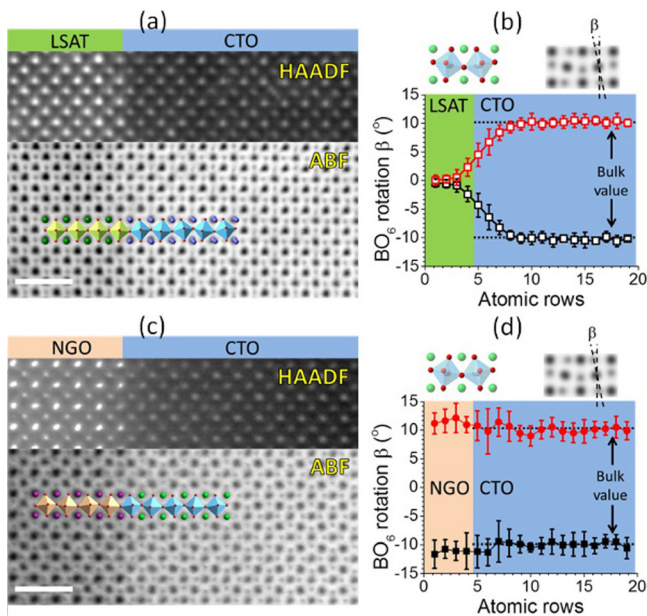 (a)
LSAT CTO
HAADF
ABF
(b)
β
LSAT CTO
BO6 rotation β (°)
15
10
5
0
-5
-10
-15
Bulk
value
0 5 10 15 20
Atomic rows
(c)
NGO CTO
HAADF
ABF
(d)
β
NGO CTO
BO6 rotation β (°)
15
10
5
0
-5
-10
-15
Bulk
value
0 5 10 15 20
Atomic rows